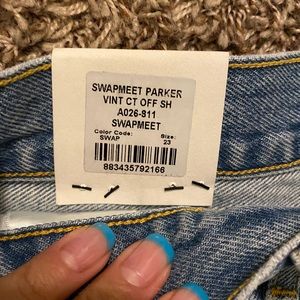 SWAPMEET PARKER
VINT CT OFF SH
A026-811
SWAPMEET
Color Code: Size:
SWAP 23
883435792166